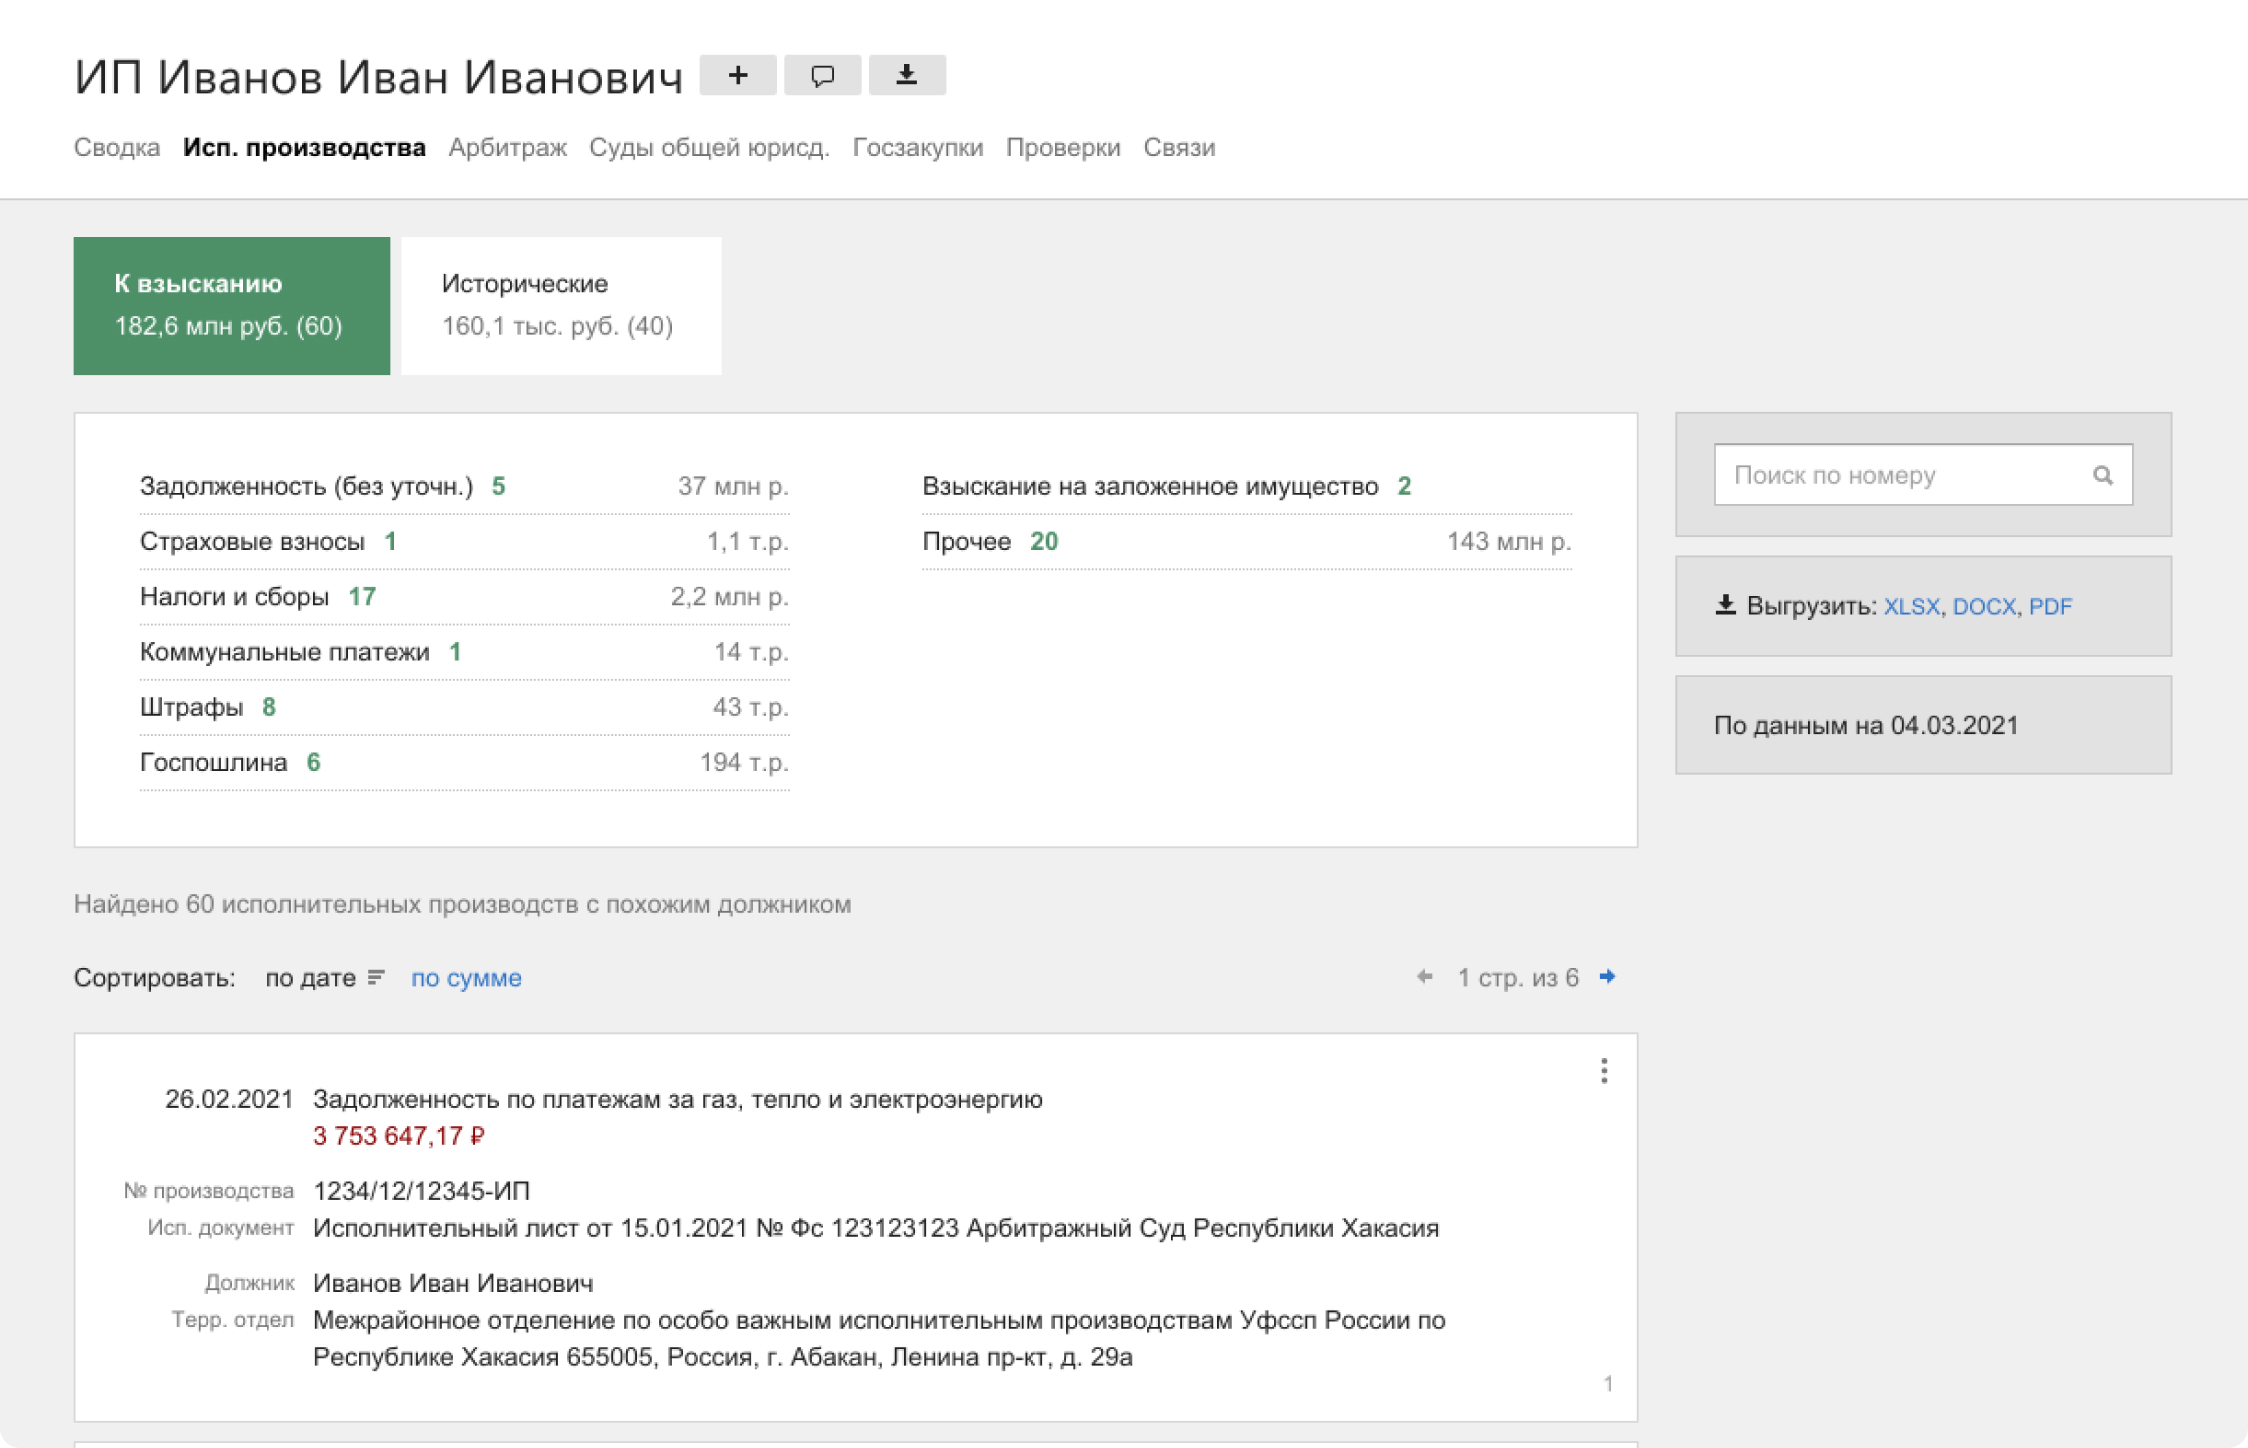 ИП Иванов Иван Иванович
Сводка Исп. производства Арбитраж Суды общей юрисд. Госзакупки Проверки Связи
К взысканию
182,6 млн руб. (60)
Исторические
160,1 тыс. руб. (40)
Задолженность (без уточн.) 5 37 млн р.
Страховые взносы 1 1,1 т.р.
Налоги и сборы 17 2,2 млн р.
Коммунальные платежи 1 14 т.р.
Штрафы 8 43 т.р.
Госпошлина 6 194 т.р.
Взыскание на заложенное имущество 2
Прочее 20 143 млн р.
Поиск по номеру
Выгрузить: XLSX, DOCX, PDF
По данным на 04.03.2021
Найдено 60 исполнительных производств с похожим должником
Сортировать: по дате по сумме
1 стр. из 6
26.02.2021 Задолженность по платежам за газ, тепло и электроэнергию
3 753 647,17 ₽
№ производства 1234/12/12345-ИП
Исп. документ Исполнительный лист от 15.01.2021 № Фс 123123123 Арбитражный Суд Республики Хакасия
Должник Иванов Иван Иванович
Терр. отдел Межрайонное отделение по особо важным исполнительным производствам Уфссп России по
Республике Хакасия 655005, Россия, г. Абакан, Ленина пр-кт, д. 29а
1